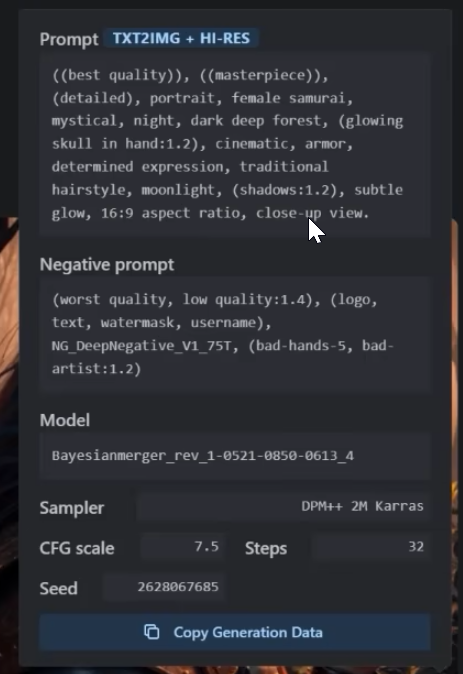 Prompt TXT2IMG + HI-RES
((best quality)), ((masterpiece)),
(detailed), portrait, female samurai,
mystical, night, dark deep forest, (glowing
skull in hand:1.2), cinematic, armor,
determined expression, traditional
hairstyle, moonlight, (shadows:1.2), subtle
glow, 16:9 aspect ratio, close-up view.
Negative prompt
(worst quality, low quality:1.4), (logo,
text, watermask, username),
NG_DeepNegative_V1_75T, (bad-hands-5, bad-
artist:1.2)
Model
Bayesianmerger_rev_1-0521-0850-0613_4
Sampler DPM++ 2M Karras
CFG scale 7.5 Steps 32
Seed 2628067685
Copy Generation Data